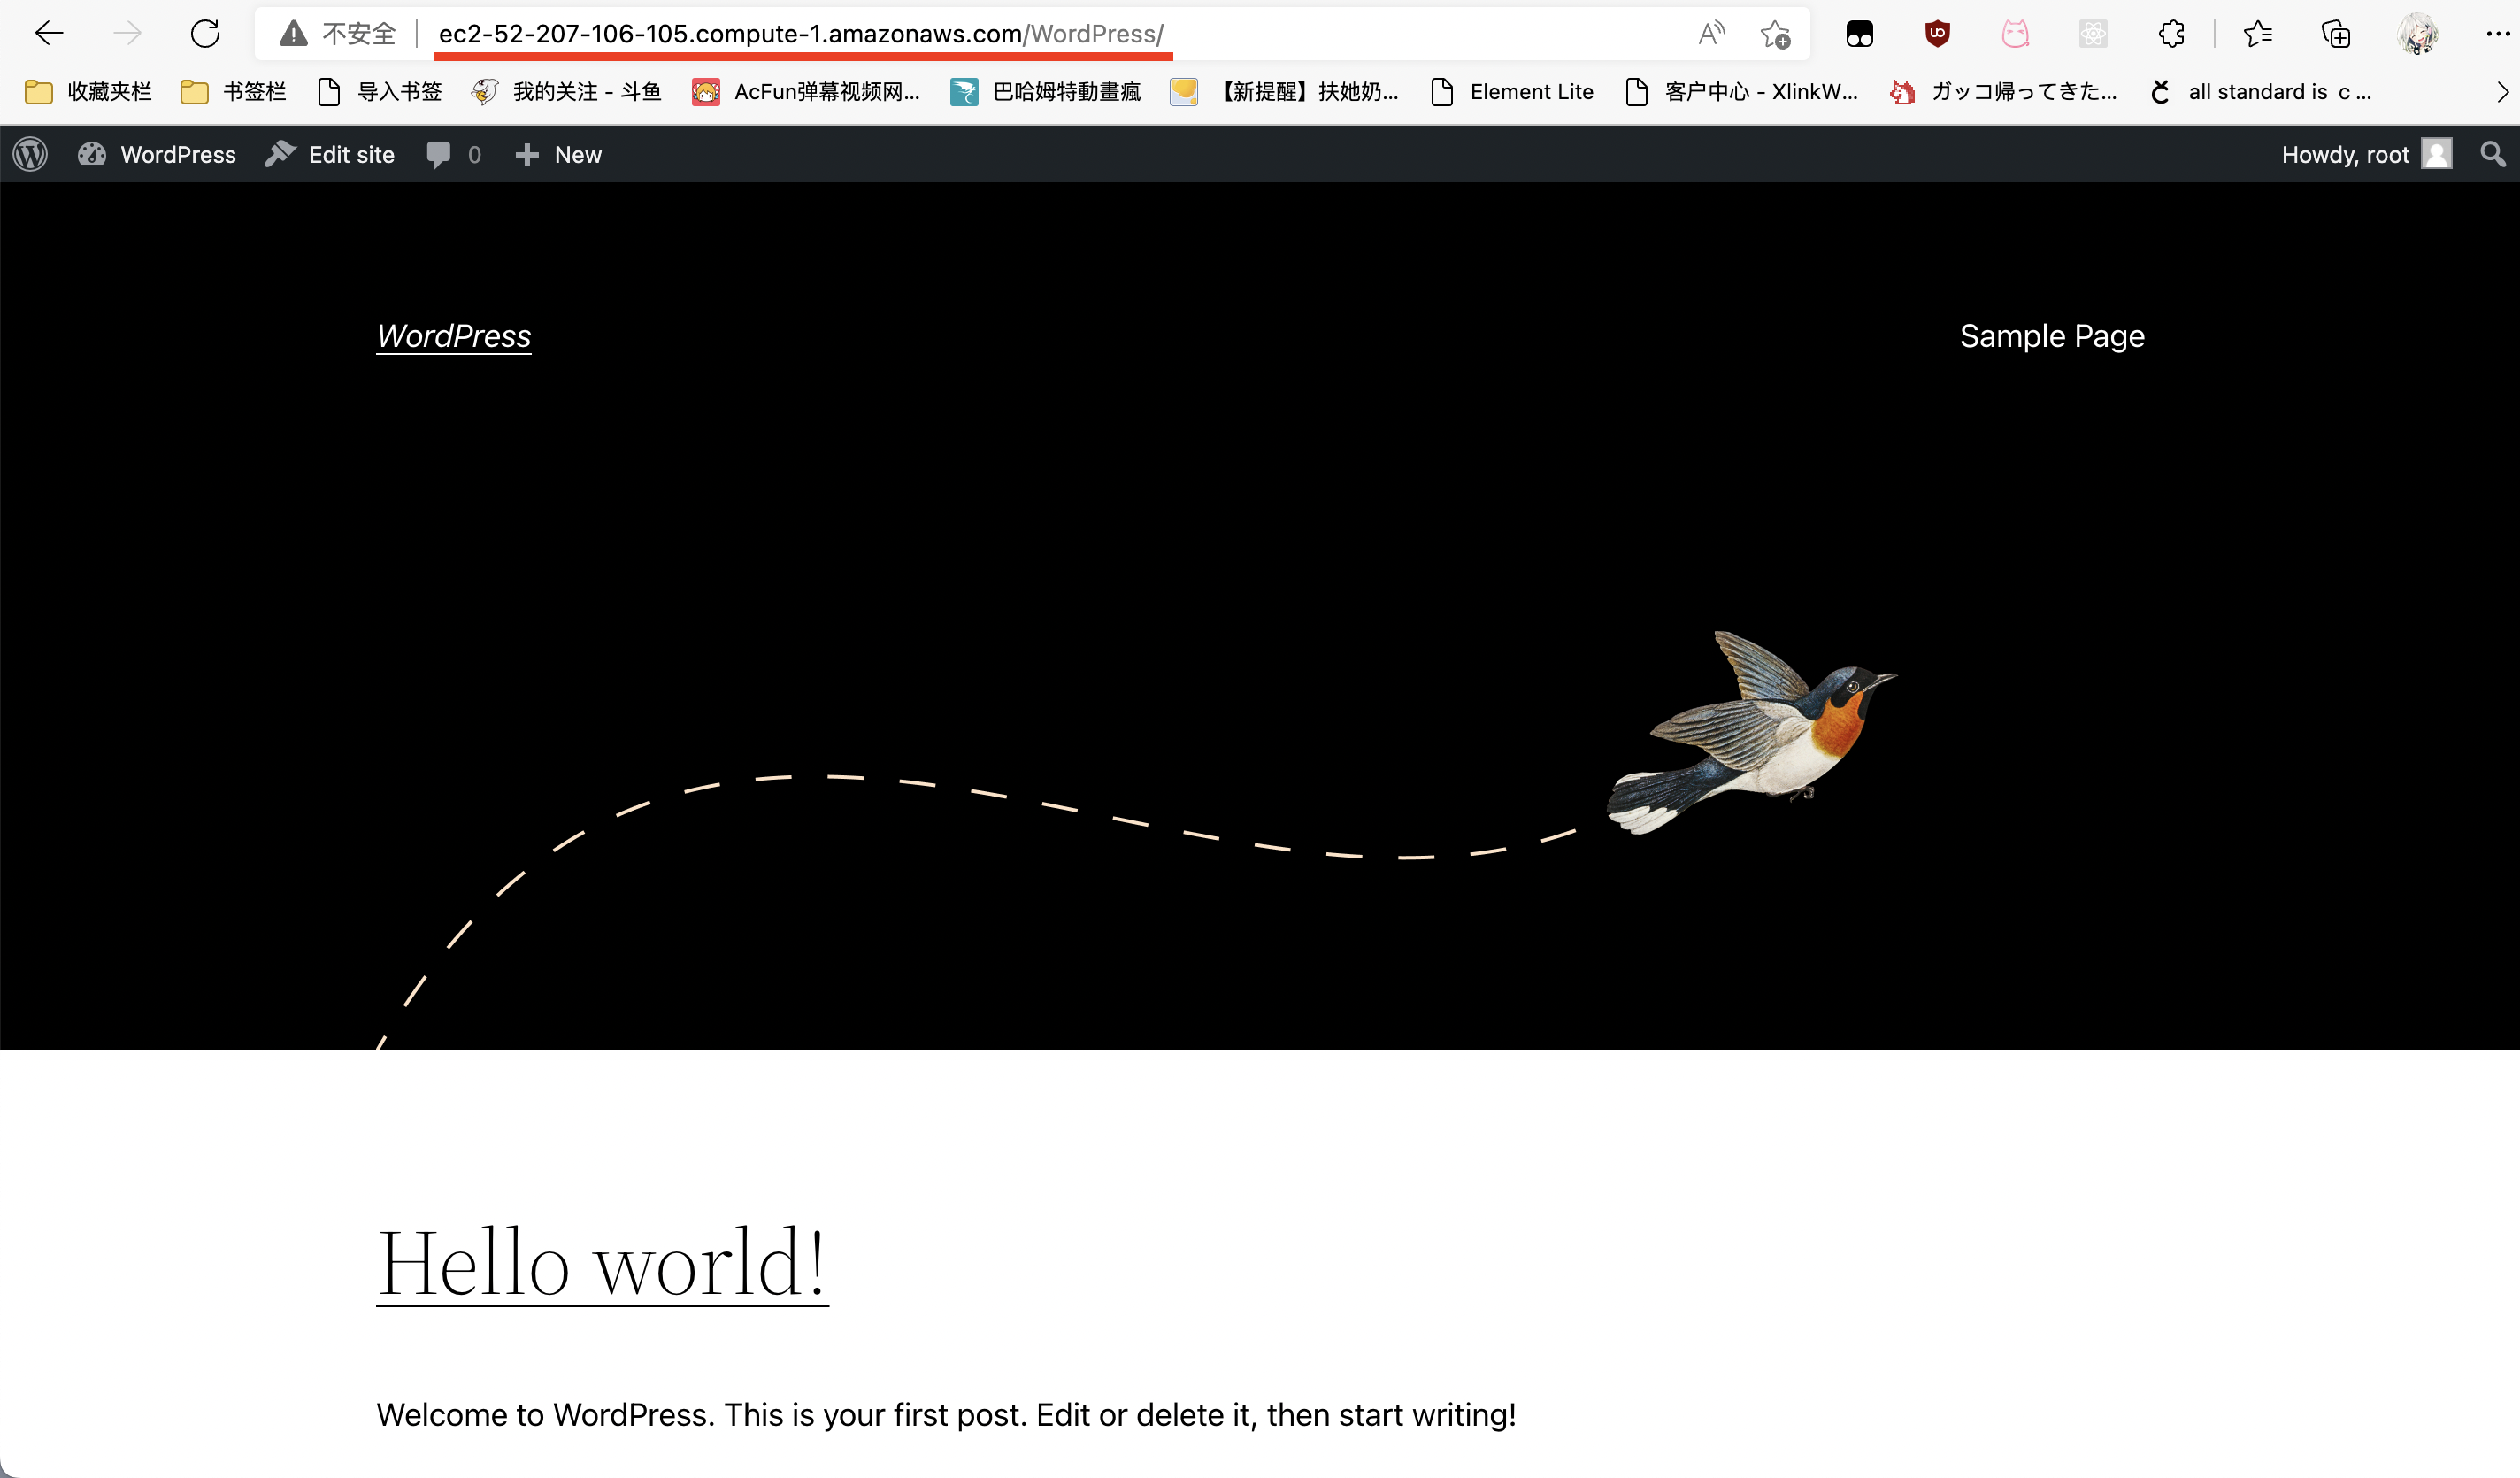 不安全 ec2-52-207-106-105.compute-1.amazonaws.com/WordPress/
收藏夹栏 书签栏 导入书签 我的关注 - 斗鱼 AcFun弹幕视频网... 巴哈姆特動畫瘋 【新提醒】扶她奶... Element Lite 客户中心 - XlinkW... ガッコ帰ってきた... all standard is c ...
WordPress Edit site 0 New Howdy, root
WordPress Sample Page
Hello world!
Welcome to WordPress. This is your first post. Edit or delete it, then start writing!